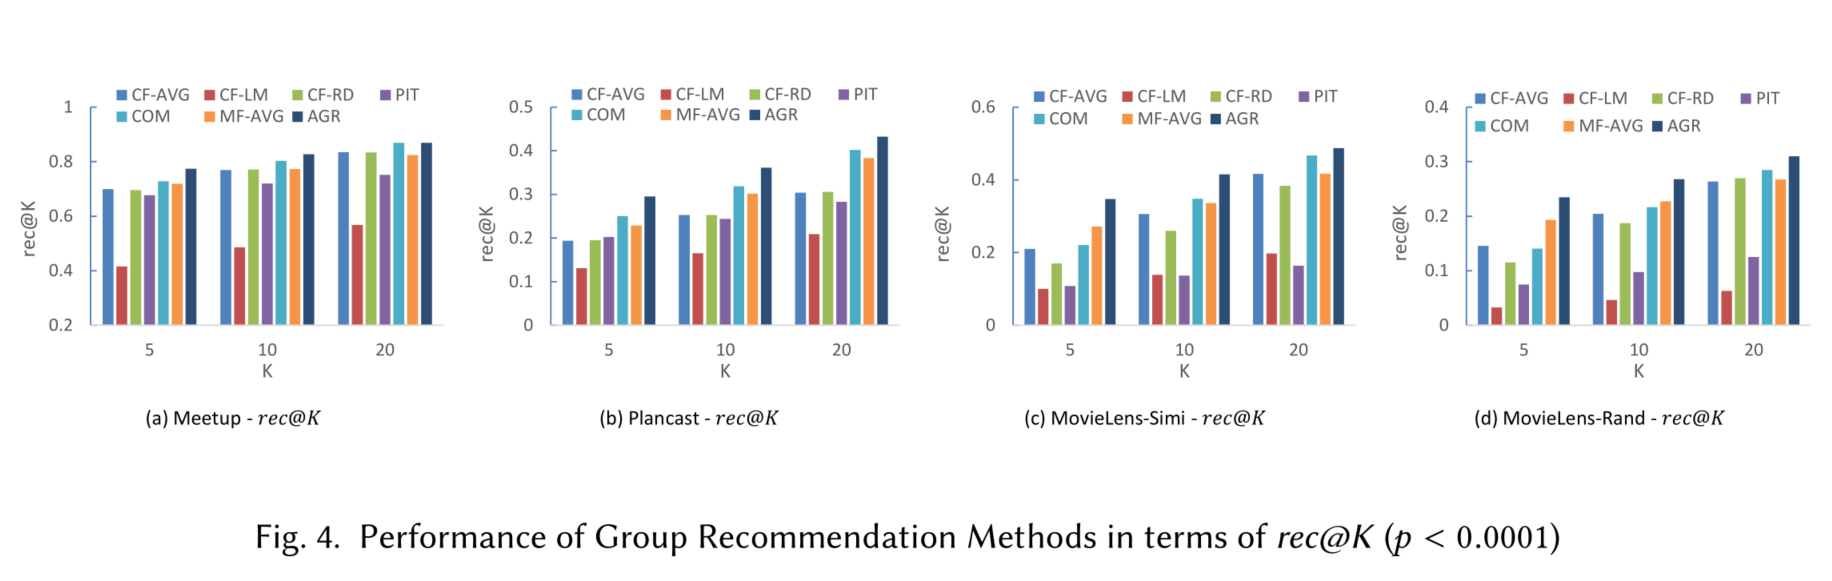 CF-AVG CF-LM CF-RD PIT
COM MF-AVG AGR
1
0.8
0.6
0.4
0.2
rec@K
5 10 20
K
(a) Meetup - rec@K
CF-AVG CF-LM CF-RD PIT
COM MF-AVG AGR
0.5
0.4
0.3
0.2
0.1
0
rec@K
5 10 20
K
(b) Plancast - rec@K
CF-AVG CF-LM CF-RD PIT
COM MF-AVG AGR
0.6
0.4
0.2
0
rec@K
5 10 20
K
(c) MovieLens-Simi - rec@K
CF-AVG CF-LM CF-RD PIT
COM MF-AVG AGR
0.4
0.3
0.2
0.1
0
rec@K
5 10 20
K
(d) MovieLens-Rand - rec@K
Fig. 4. Performance of Group Recommendation Methods in terms of rec@K (p < 0.0001)